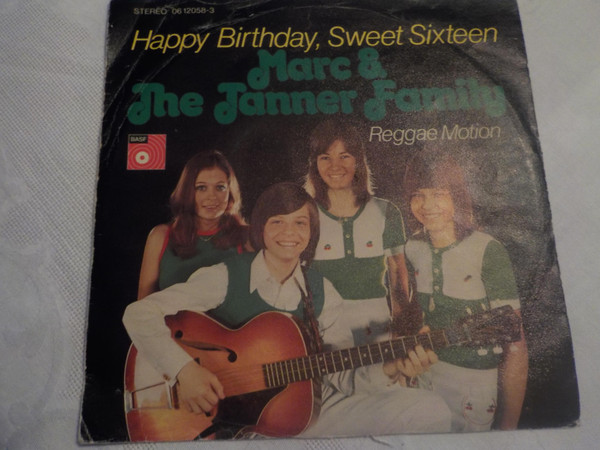 STEREO 06 12058-3
Happy Birthday, Sweet Sixteen
Marc &
The Tanner Family
Reggae Motion
BASF